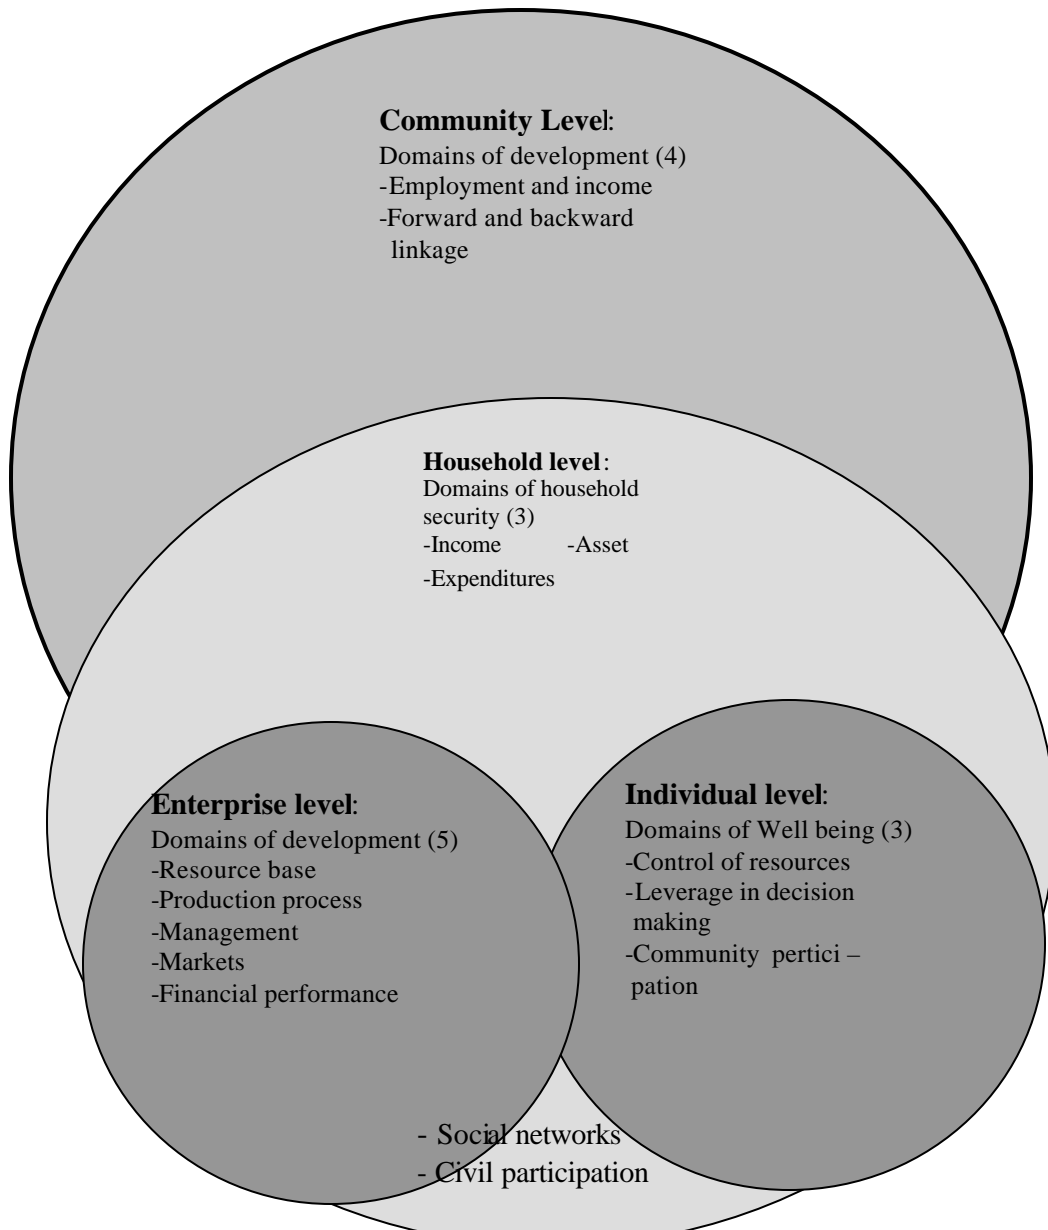 Community Level:
Domains of development (4)
-Employment and income
-Forward and backward
linkage
Household level:
Domains of household
security (3)
-Income -Asset
-Expenditures
Enterprise level:
Domains of development (5)
-Resource base
-Production process
-Management
-Markets
-Financial performance
Individual level:
Domains of Well being (3)
-Control of resources
-Leverage in decision
making
-Community pertici –
pation
- Social networks
- Civil participation